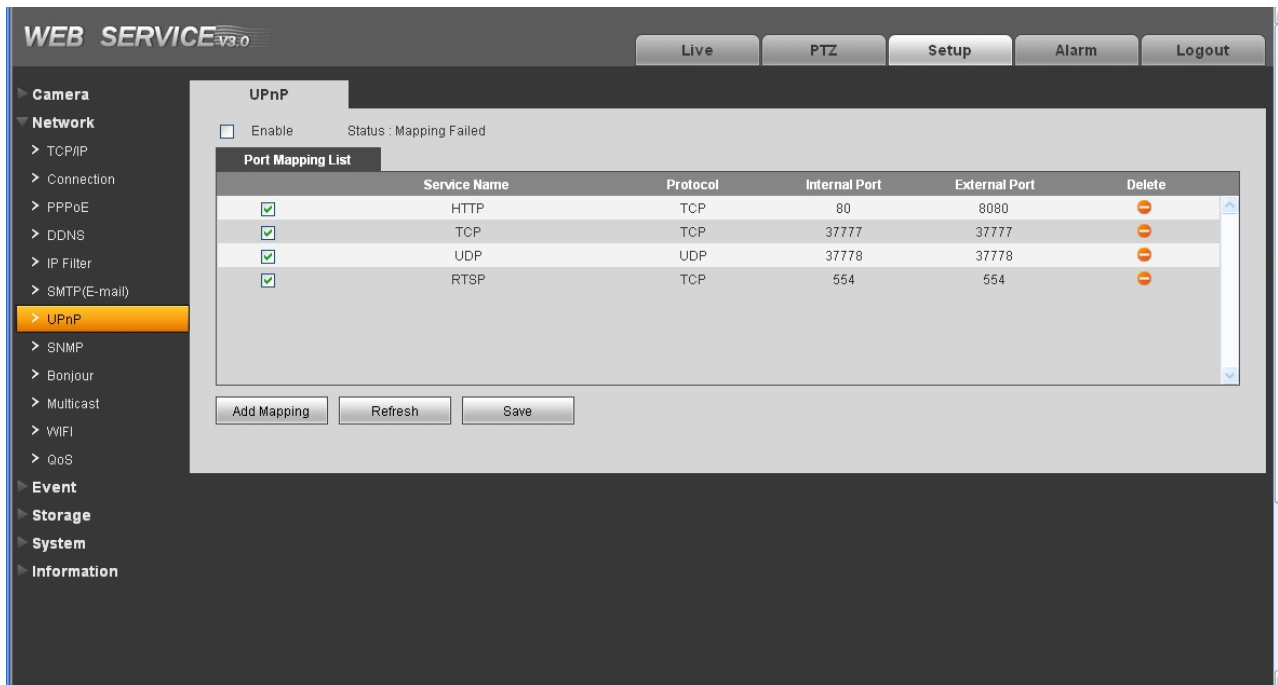 WEB SERVICE V3.0
Live PTZ Setup Alarm Logout
Camera
Network
> TCP/IP
> Connection
> PPPoE
> DDNS
> IP Filter
> SMTP(E-mail)
> UPnP
> SNMP
> Bonjour
> Multicast
> WIFI
> QoS
Event
Storage
System
Information
UPnP
Enable Status : Mapping Failed
Port Mapping List
Service Name Protocol Internal Port External Port Delete
HTTP TCP 80 8080
TCP TCP 37777 37777
UDP UDP 37778 37778
RTSP TCP 554 554
Add Mapping Refresh Save